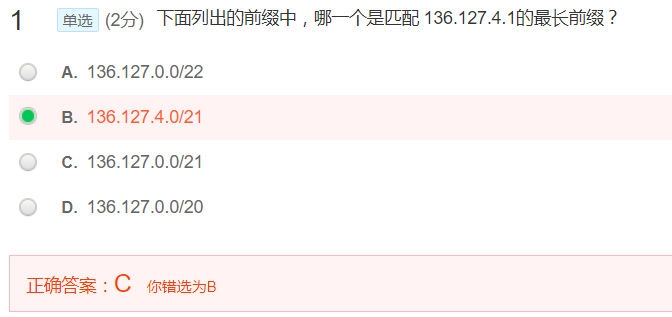 1 单选 (2分) 下面列出的前缀中，哪一个是匹配 136.127.4.1的最长前缀？
A. 136.127.0.0/22
B. 136.127.4.0/21
C. 136.127.0.0/21
D. 136.127.0.0/20
正确答案：C 你错选为B